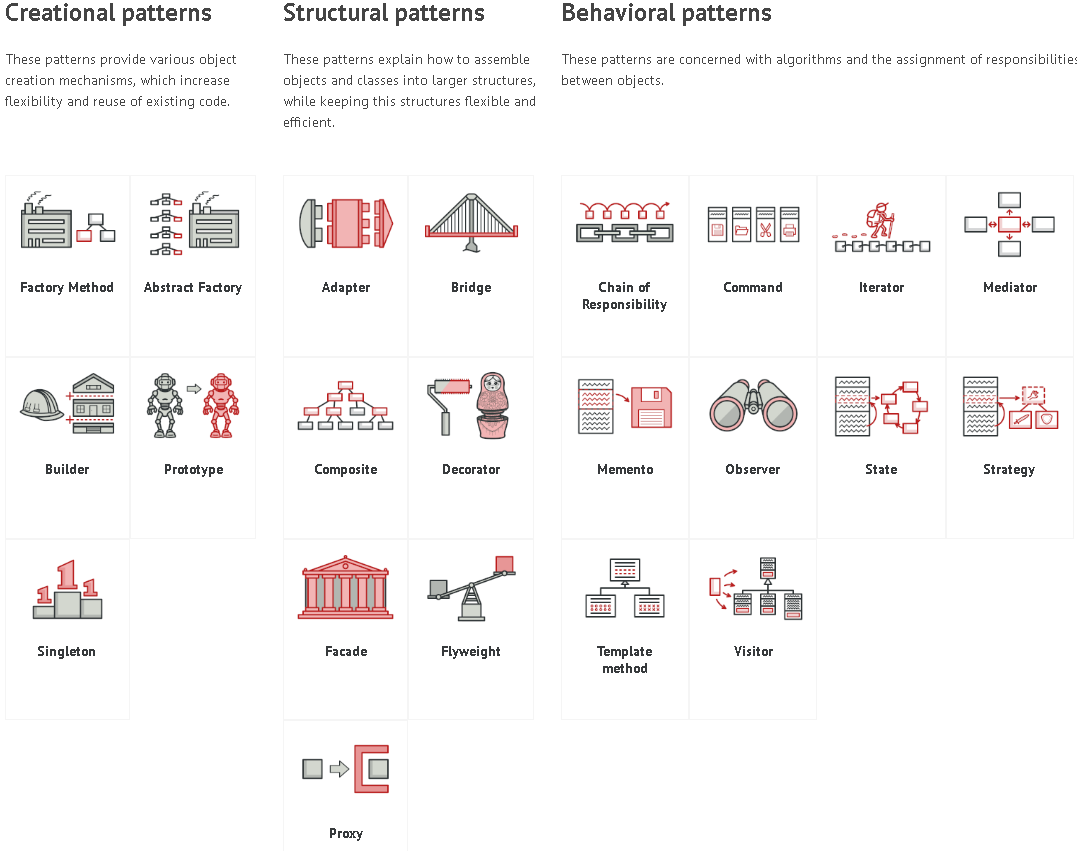 Creational patterns
These patterns provide various object
creation mechanisms, which increase
flexibility and reuse of existing code.
Factory Method
Abstract Factory
Builder
Prototype
Singleton
Structural patterns
These patterns explain how to assemble
objects and classes into larger structures,
while keeping this structures flexible and
efficient.
Adapter
Bridge
Composite
Decorator
Facade
Flyweight
Proxy
Behavioral patterns
These patterns are concerned with algorithms and the assignment of responsibilities
between objects.
Chain of
Responsibility
Command
Iterator
Mediator
Memento
Observer
State
Strategy
Template
method
Visitor